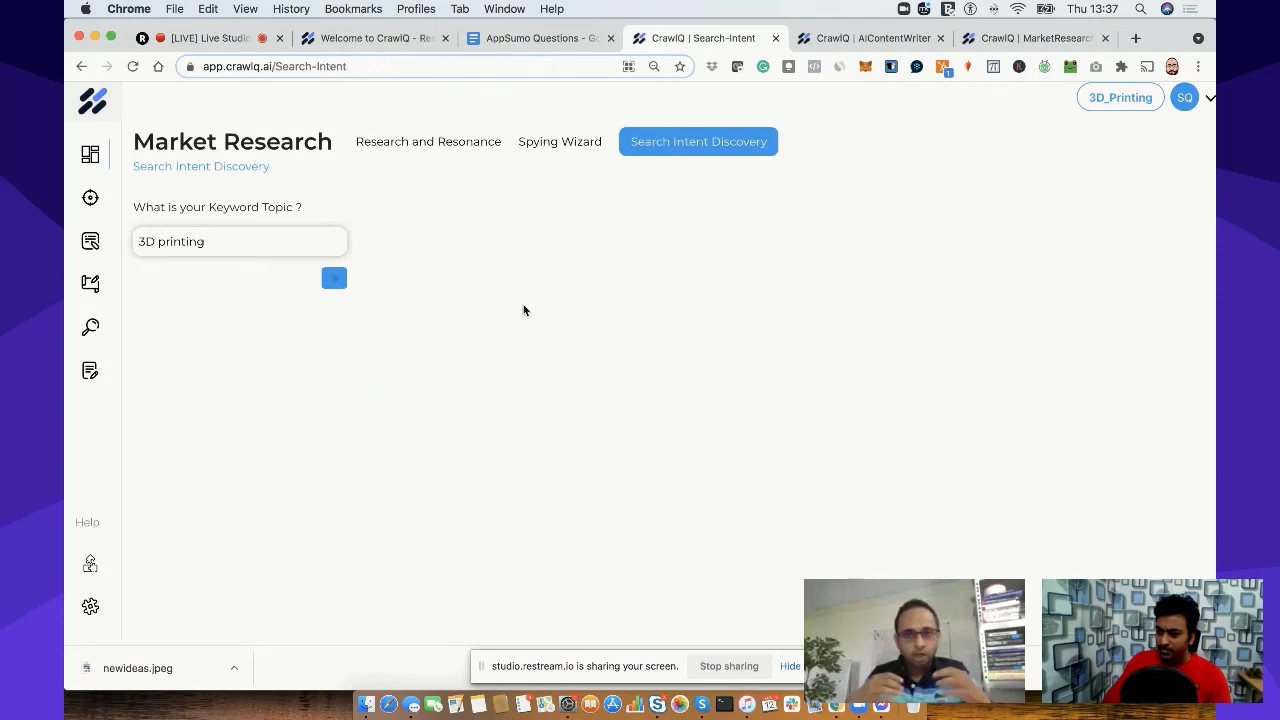 Chrome File Edit View History Bookmarks Profiles Tab Window Help Thu 13:37
[LIVE] Live Studio
Welcome to CrawlQ - Res
AppSumo Questions - Go
CrawlQ | Search-Intent
CrawlQ | AIContentWriter
CrawlQ | MarketResearch
app.crawlq.ai/Search-Intent
1
3D_Printing SQ
Market Research Research and Resonance Spying Wizard Search Intent Discovery
Search Intent Discovery
What is your Keyword Topic ?
3D printing
Help
newideas.jpeg
studio.restream.io is sharing your screen. Stop sharing Hide